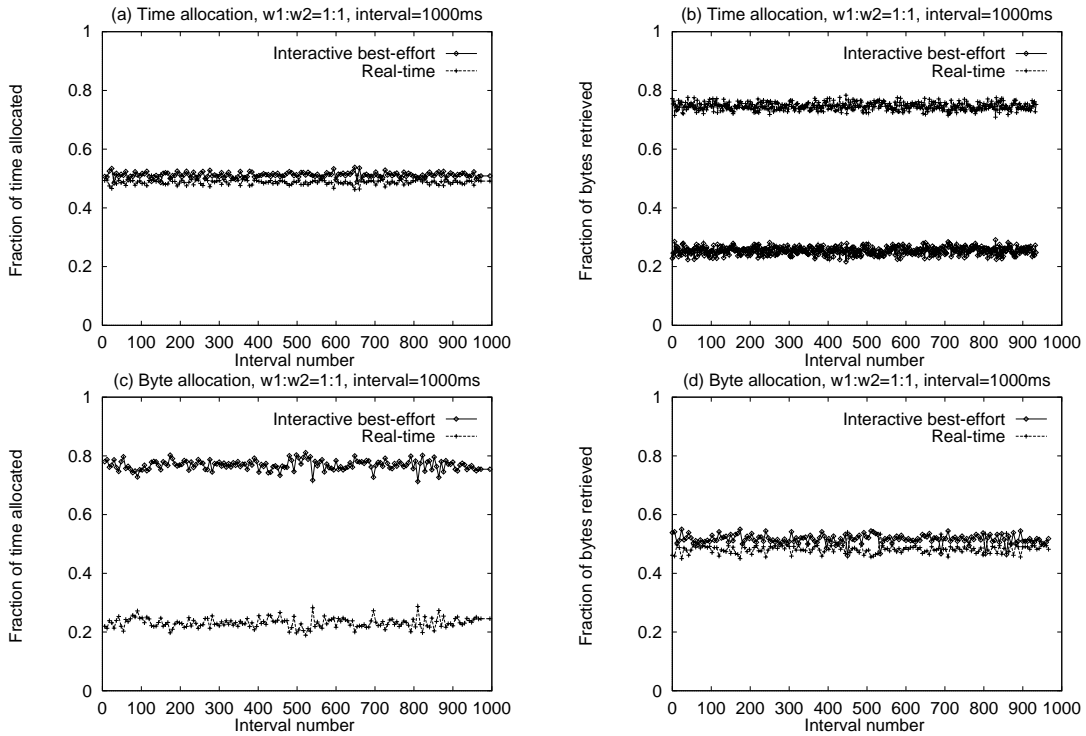 (a) Time allocation, w1:w2=1:1, interval=1000ms
Fraction of time allocated
1
0.8
0.6
0.4
0.2
0
Interactive best-effort
Real-time
0 100 200 300 400 500 600 700 800 900 1000
Interval number
(b) Time allocation, w1:w2=1:1, interval=1000ms
Fraction of bytes retrieved
1
0.8
0.6
0.4
0.2
0
Interactive best-effort
Real-time
0 100 200 300 400 500 600 700 800 900 1000
Interval number
(c) Byte allocation, w1:w2=1:1, interval=1000ms
Fraction of time allocated
1
0.8
0.6
0.4
0.2
0
Interactive best-effort
Real-time
0 100 200 300 400 500 600 700 800 900 1000
Interval number
(d) Byte allocation, w1:w2=1:1, interval=1000ms
Fraction of bytes retrieved
1
0.8
0.6
0.4
0.2
0
Interactive best-effort
Real-time
0 100 200 300 400 500 600 700 800 900 1000
Interval number